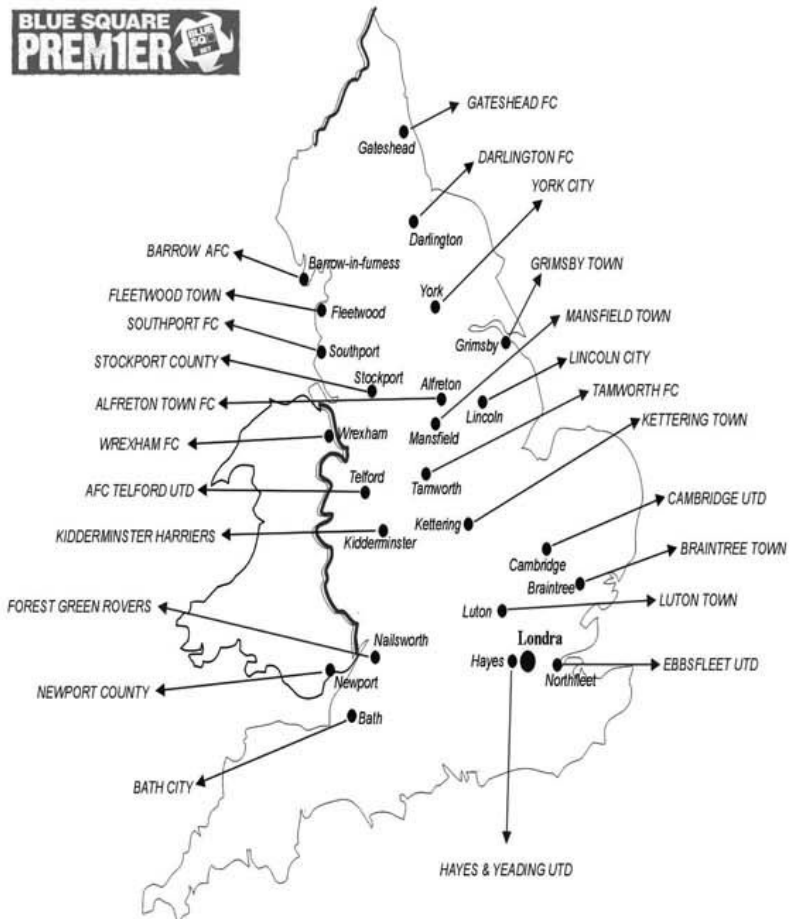 BLUE SQUARE
PREM1ER
BLUE
SQ
BET
GATESHEAD FC
Gateshead
DARLINGTON FC
YORK CITY
Darlington
BARROW AFC
Barrow-in-furness
GRIMSBY TOWN
FLEETWOOD TOWN
Fleetwood
York
MANSFIELD TOWN
SOUTHPORT FC
Southport
Grimsby
LINCOLN CITY
STOCKPORT COUNTY
Stockport
Alfreton
TAMWORTH FC
ALFRETON TOWN FC
Lincoln
KETTERING TOWN
WREXHAM FC
Wrexham
Mansfield
Telford
Tamworth
AFC TELFORD UTD
CAMBRIDGE UTD
KIDDERMINSTER HARRIERS
Kidderminster
Kettering
BRAINTREE TOWN
Cambridge
Braintree
FOREST GREEN ROVERS
Luton
LUTON TOWN
Nailsworth
Londra
Hayes
EBBSFLEET UTD
Northfleet
NEWPORT COUNTY
Newport
Bath
BATH CITY
HAYES & YEADING UTD